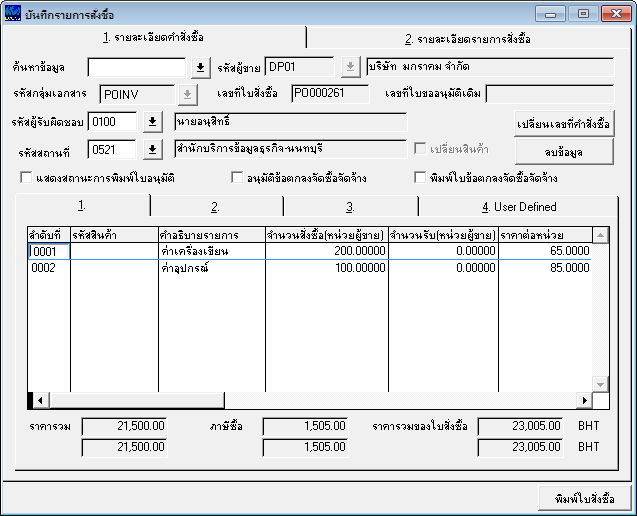 บันทึกรายการสั่งซื้อ
1. รายละเอียดคำสั่งซื้อ 2. รายละเอียดรายการสั่งซื้อ
ค้นหาข้อมูล รหัสผู้ขาย DP01 บริษัท มกราคม จำกัด
รหัสกลุ่มเอกสาร POINV เลขที่ใบสั่งซื้อ PO000261 เลขที่ใบขออนุมัติเดิม
รหัสผู้รับผิดชอบ 0100 นายอนุสิทธิ์ เปลี่ยนเลขที่คำสั่งซื้อ
รหัสสถานที่ 0521 สำนักบริการข้อมูลธุรกิจ-นนทบุรี เปลี่ยนสินค้า ลบข้อมูล
แสดงสถานะการพิมพ์ใบอนุมัติ อนุมัติข้อตกลงจัดซื้อจัดจ้าง พิมพ์ใบข้อตกลงจัดซื้อจัดจ้าง
1. 2. 3. 4. User Defined
ลำดับที่ รหัสสินค้า คำอธิบายรายการ จำนวนสั่งซื้อ(หน่วยผู้ขาย) จำนวนรับ(หน่วยผู้ขาย) ราคาต่อหน่วย
0001 ค่าเครื่องเขียน 200.00000 0.00000 65.0000
0002 ค่าอุปกรณ์ 100.00000 0.00000 85.0000
ราคารวม 21,500.00 ภาษีซื้อ 1,505.00 ราคารวมของใบสั่งซื้อ 23,005.00 BHT
21,500.00 1,505.00 23,005.00 BHT
พิมพ์ใบสั่งซื้อ